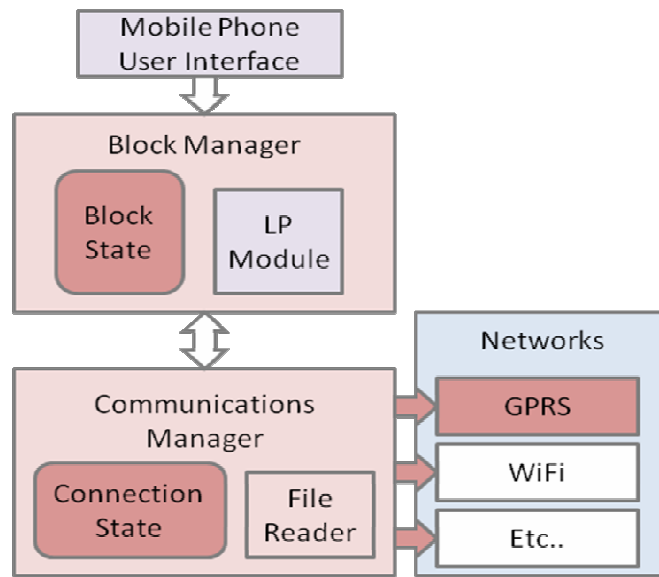 Mobile Phone
User Interface
Block Manager
Block
State
LP
Module
Communications
Manager
Connection
State
File
Reader
Networks
GPRS
WiFi
Etc..